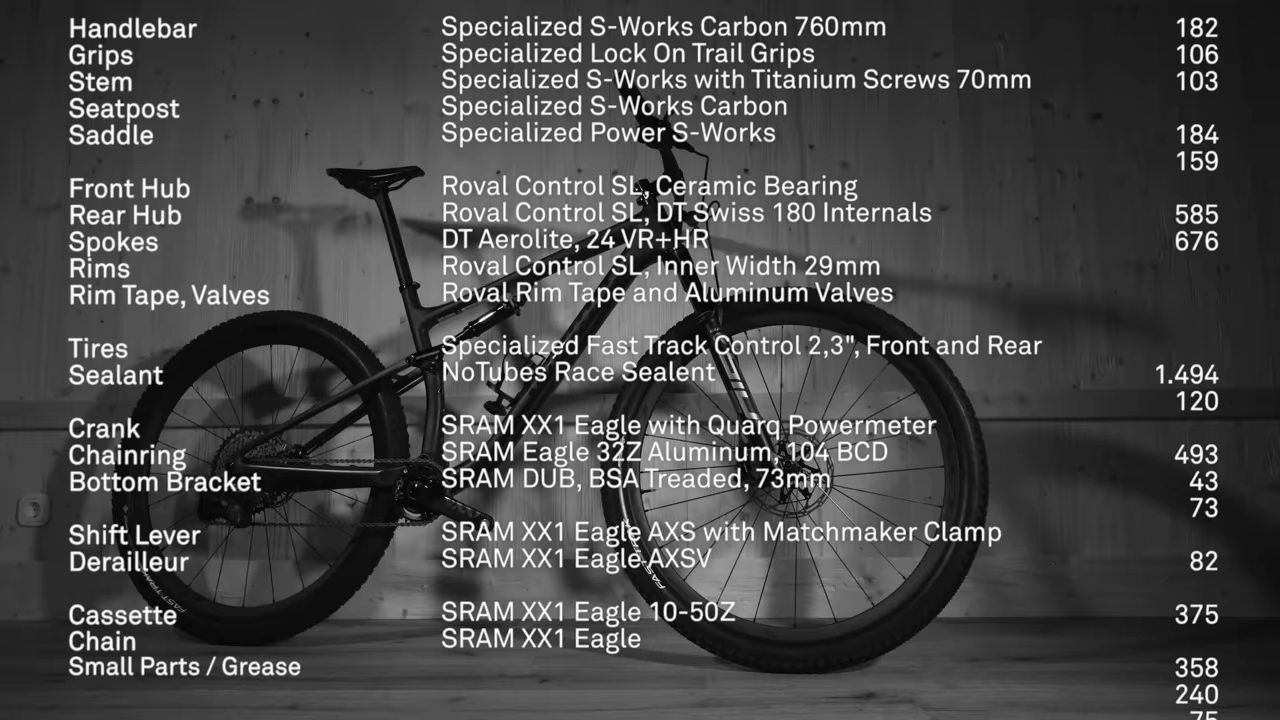 Handlebar Specialized S-Works Carbon 760mm 182
Grips Specialized Lock On Trail Grips 106
Stem Specialized S-Works with Titanium Screws 70mm 103
Seatpost Specialized S-Works Carbon
Saddle Specialized Power S-Works 184
159
Front Hub Roval Control SL, Ceramic Bearing
Rear Hub Roval Control SL, DT Swiss 180 Internals 585
Spokes DT Aerolite, 24 VR+HR 676
Rims Roval Control SL, Inner Width 29mm
Rim Tape, Valves Roval Rim Tape and Aluminum Valves
Tires Specialized Fast Track Control 2,3", Front and Rear
Sealant NoTubes Race Sealent 1.494
120
Crank SRAM XX1 Eagle with Quarq Powermeter
Chainring SRAM Eagle 32Z Aluminum, 104 BCD 493
Bottom Bracket SRAM DUB, BSA Treaded, 73mm 43
73
Shift Lever SRAM XX1 Eagle AXS with Matchmaker Clamp
Derailleur SRAM XX1 Eagle AXSV 82
Cassette SRAM XX1 Eagle 10-50Z 375
Chain SRAM XX1 Eagle
Small Parts / Grease 358
240
75